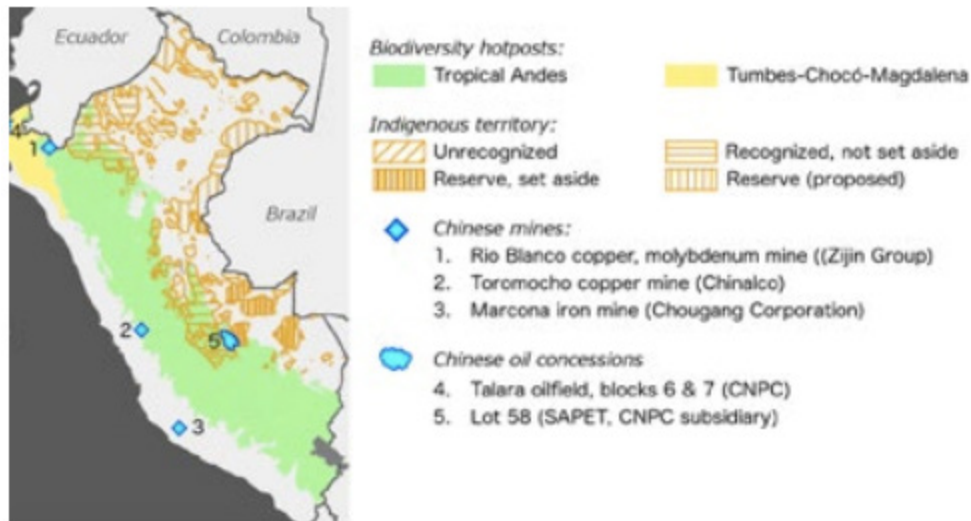 Ecuador
Colombia
4
1
Brazil
2
5
3
Biodiversity hotposts:
Tropical Andes
Tumbes-Chocó-Magdalena
Indigenous territory:
Unrecognized
Recognized, not set aside
Reserve, set aside
Reserve (proposed)
Chinese mines:
1. Rio Blanco copper, molybdenum mine ((Zijin Group)
2. Toromocho copper mine (Chinalco)
3. Marcona iron mine (Chougang Corporation)
Chinese oil concessions
4. Talara oilfield, blocks 6 & 7 (CNPC)
5. Lot 58 (SAPET, CNPC subsidiary)